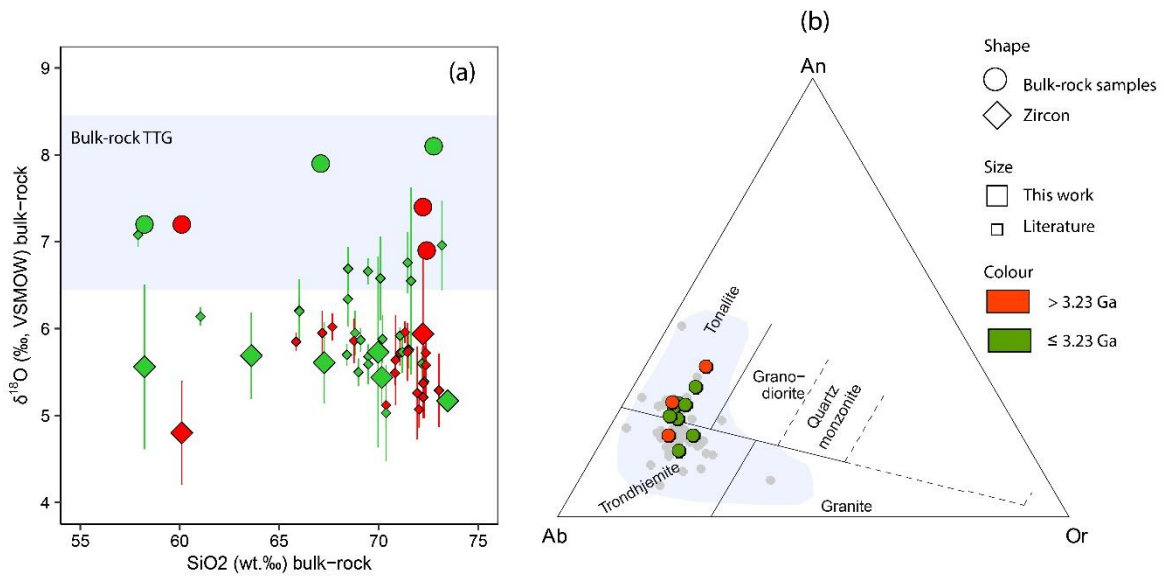 (a)
Bulk-rock TTG
9
8
7
6
5
4
δ18O (‰, VSMOW) bulk−rock
55
60
65
70
75
SiO2 (wt.‰) bulk−rock
(b)
An
Tonalite
Grano-
diorite
Quartz
monzonite
Trondhjemite
Granite
Ab
Or
Shape
Bulk-rock samples
Zircon
Size
This work
Literature
Colour
> 3.23 Ga
≤ 3.23 Ga